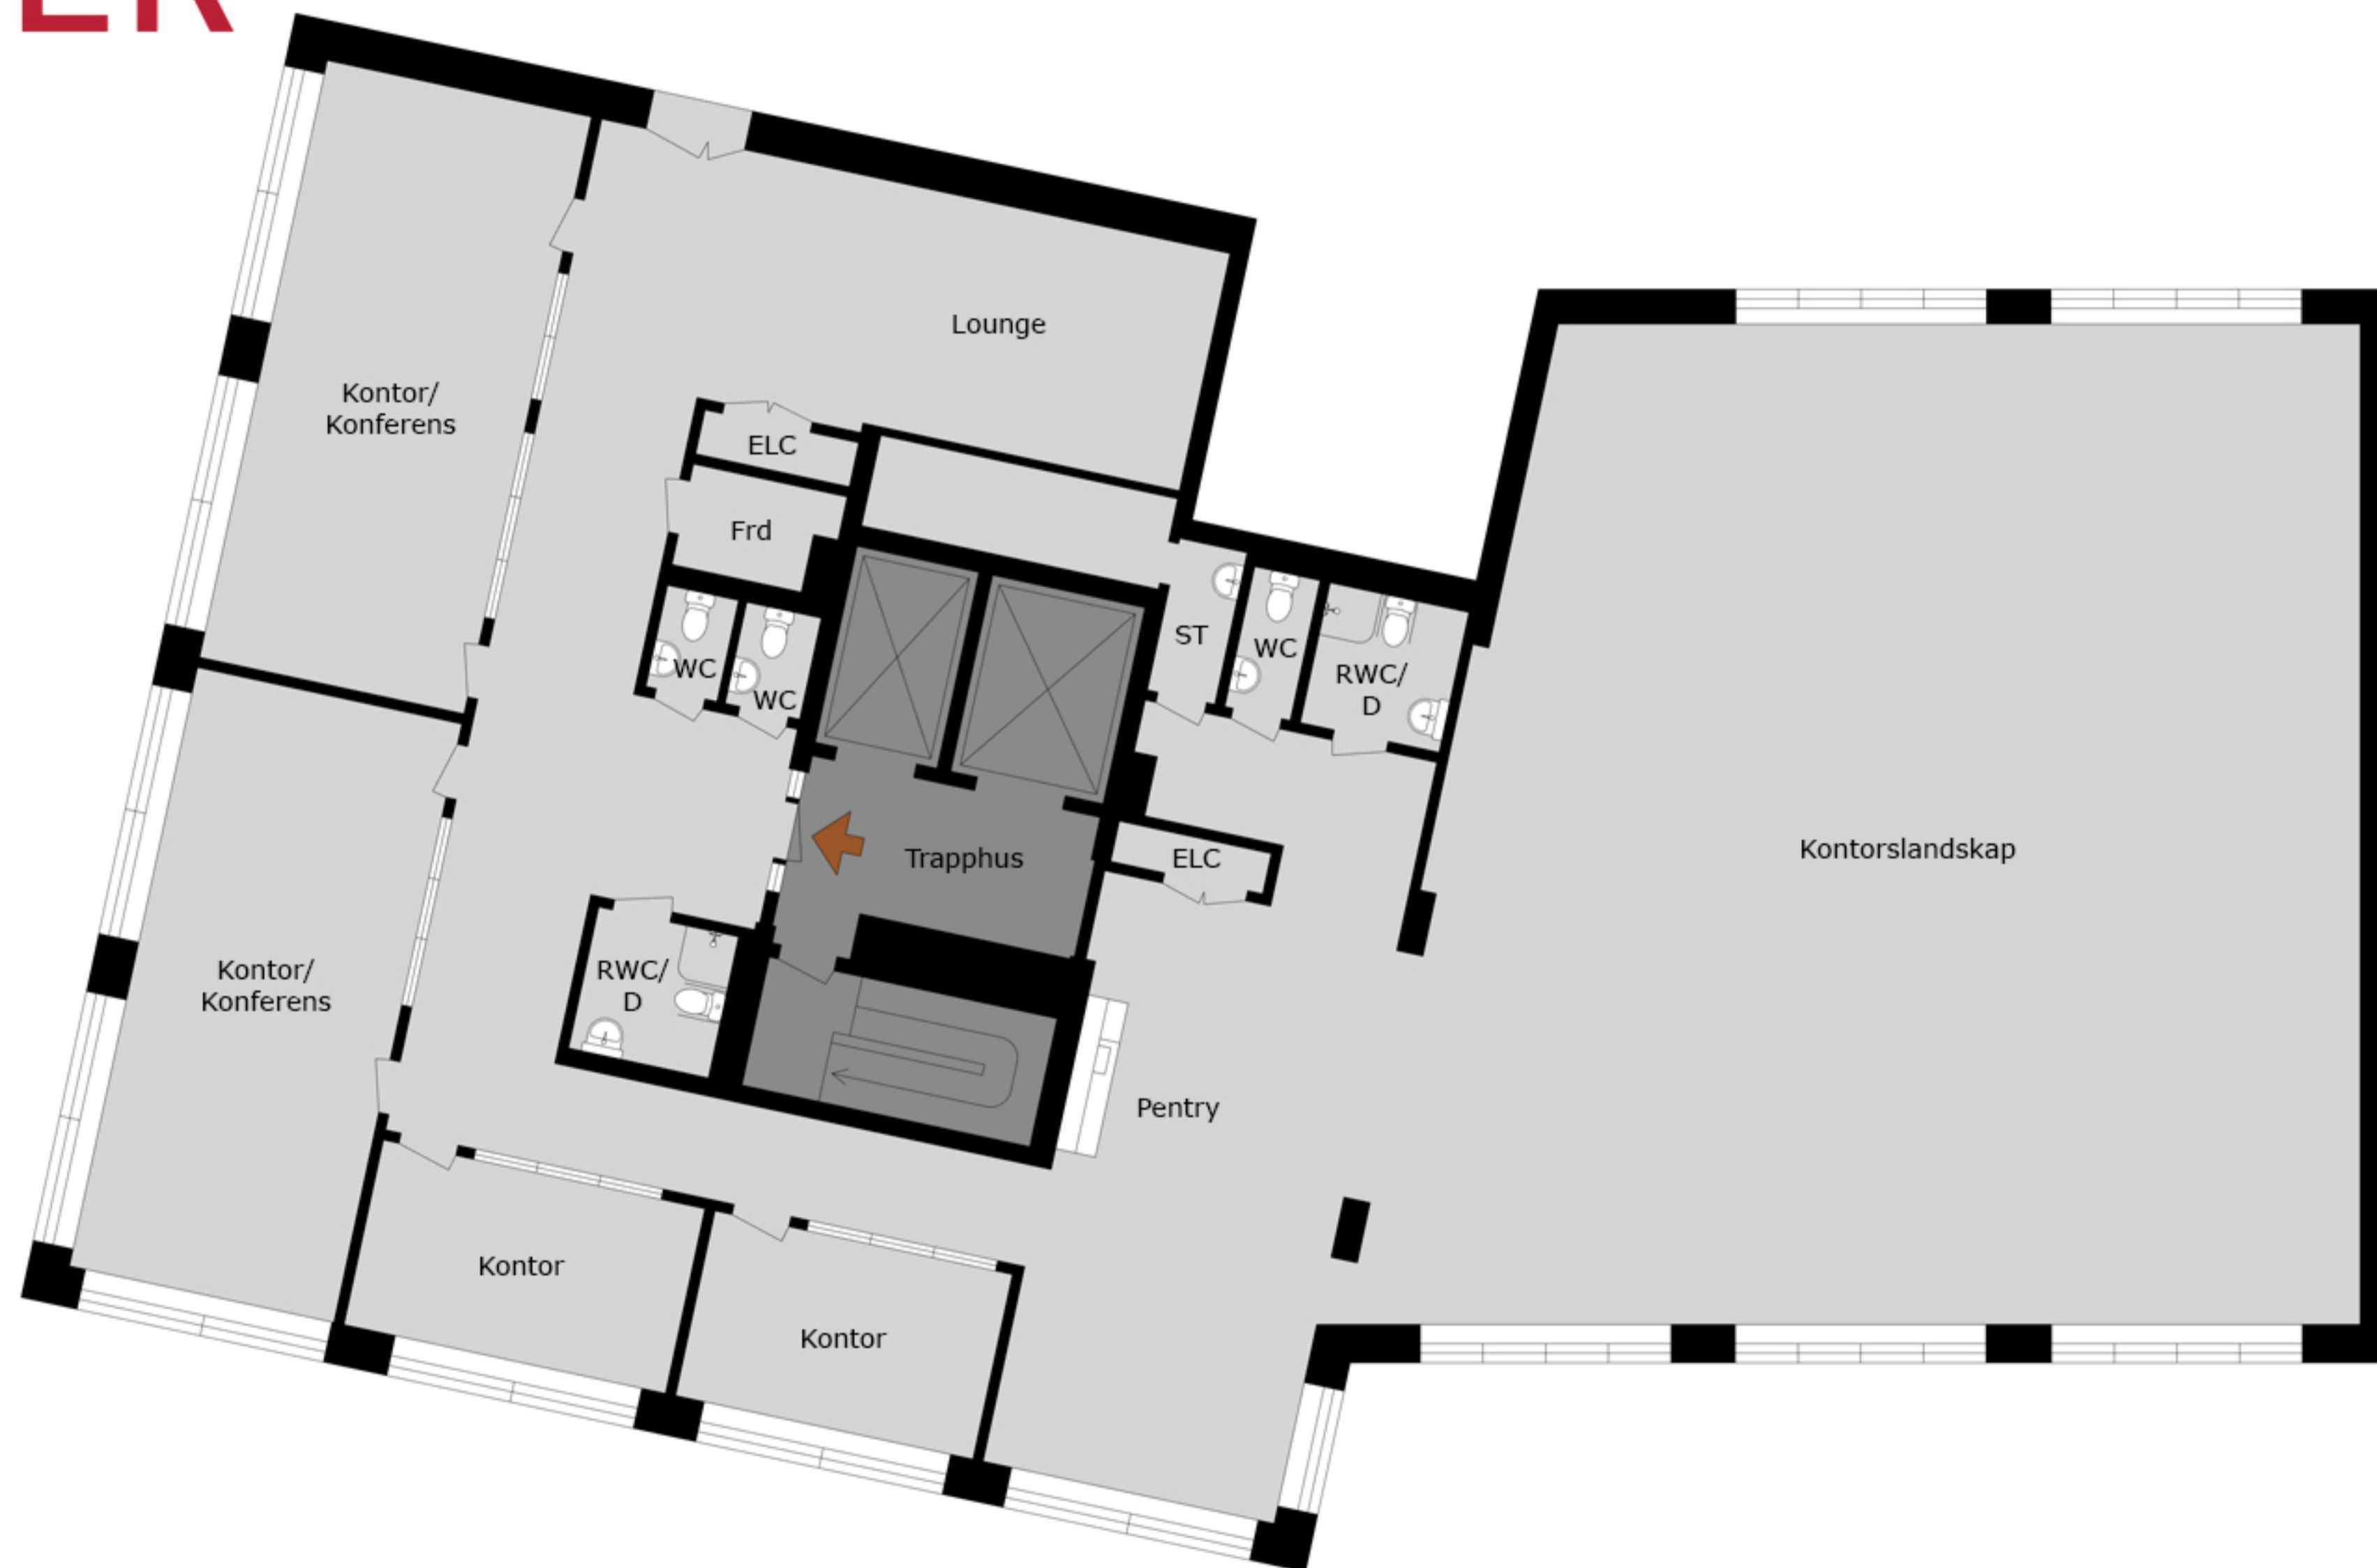 ER
Lounge
Kontor/
Konferens
ELC
Frd
WC
WC
ST
WC
RWC/
D
Trapphus
ELC
Kontorslandskap
Kontor/
Konferens
RWC/
D
Pentry
Kontor
Kontor